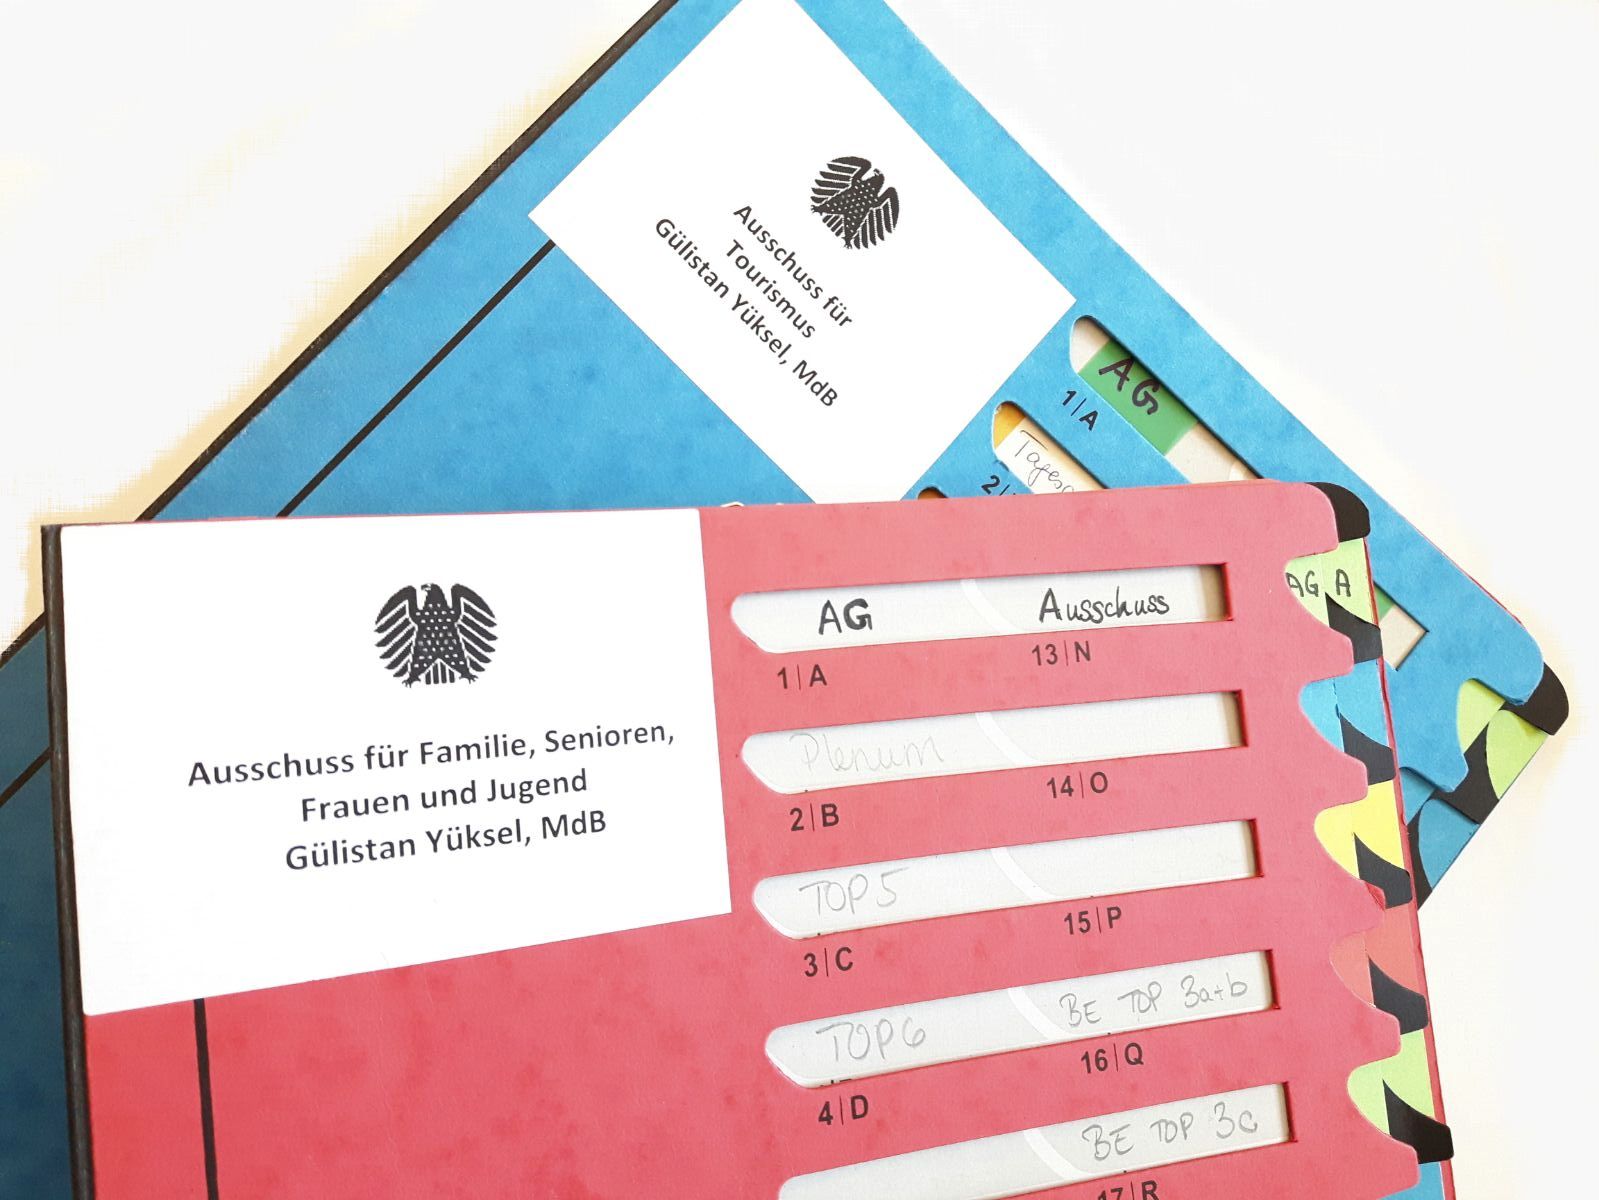 Ausschuss für
Tourismus
Gülistan Yüksel, MdB
AG
1|A
2|
Ausschuss für Familie, Senioren,
Frauen und Jugend
Gülistan Yüksel, MdB
AG Ausschuss
1|A 13|N
Plenum
2|B 14|O
TOP 5
3|C 15|P
TOP 6 BE TOP 3a+b
4|D 16|Q
BE TOP 3c
17|R
AG A